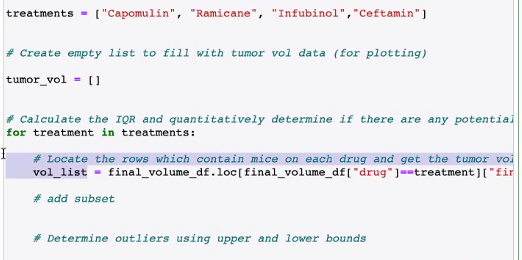 treatments = ["Capomulin", "Ramicane", "Infubinol","Ceftamin"]
# Create empty list to fill with tumor vol data (for plotting)
tumor_vol = []
# Calculate the IQR and quantitatively determine if there are any potential
for treatment in treatments:
# Locate the rows which contain mice on each drug and get the tumor vol
vol_list = final_volume_df.loc[final_volume_df["drug"]==treatment]["fin
# add subset
# Determine outliers using upper and lower bounds